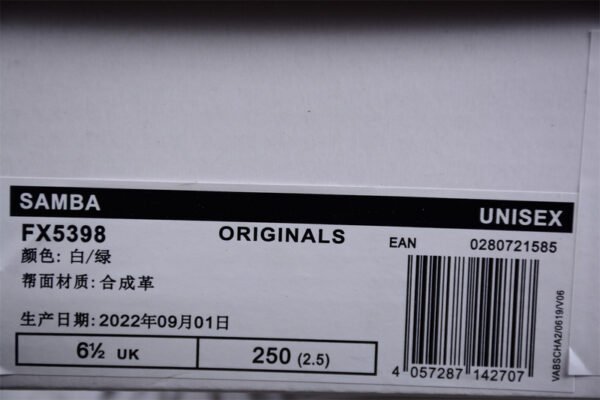 SAMBA
UNISEX
FX5398
ORIGINALS
EAN 0280721585
颜色: 白/绿
帮面材质: 合成革
生产日期: 2022年09月01日
6½ UK
250 (2.5)
4 057287 142707
VABSCHA2/0619/V06